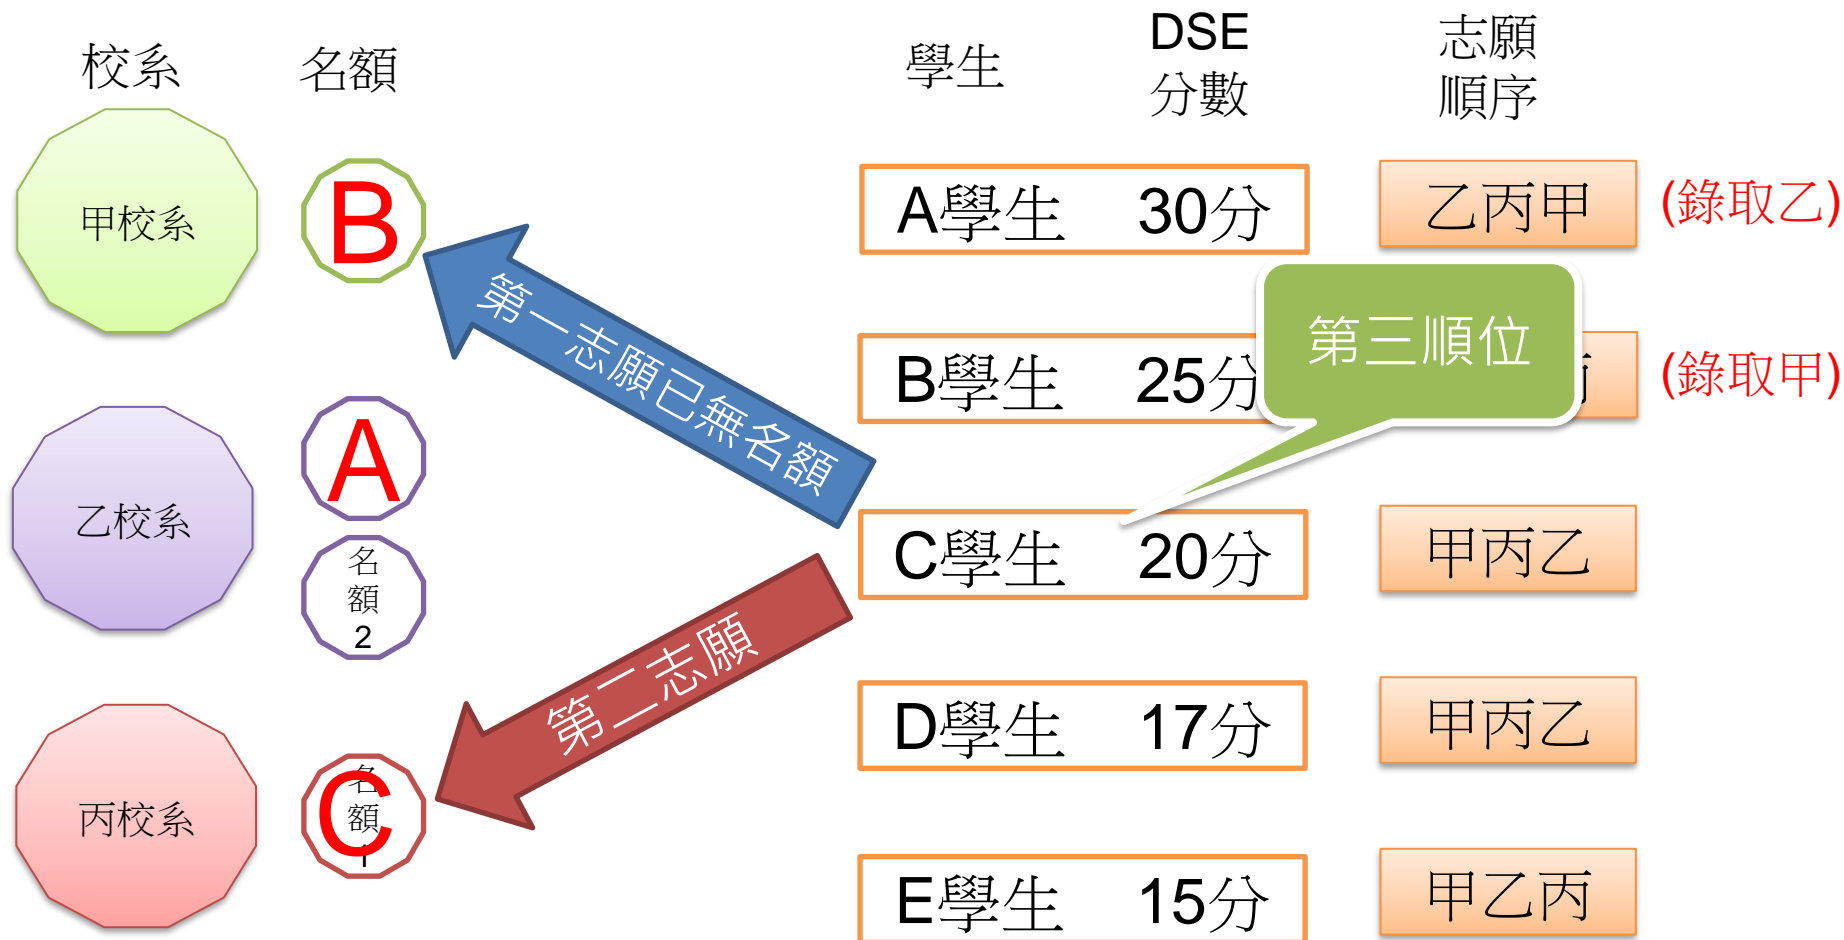 校系
名額
學生
DSE
分數
志願
順序
甲校系
B
A學生 30分
乙丙甲
(錄取乙)
第一志願已無名額
第三順位
B學生 25分
(錄取甲)
乙校系
A
名
額
2
C學生 20分
甲丙乙
第二志願
D學生 17分
甲丙乙
丙校系
名
額
1
C
E學生 15分
甲乙丙